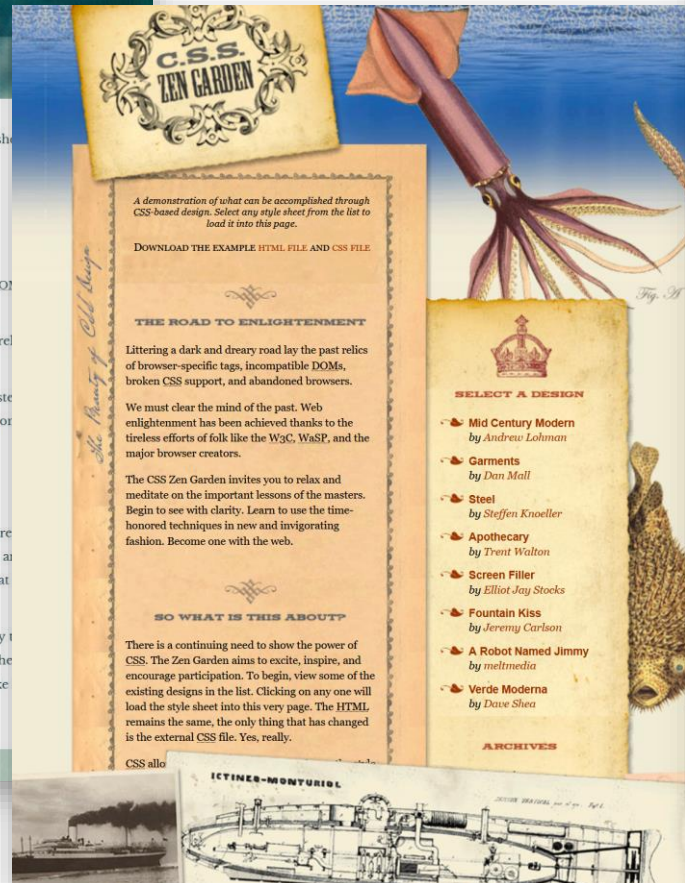 C.S.S.
ZEN GARDEN
A demonstration of what can be accomplished through
CSS-based design. Select any style sheet from the list to
load it into this page.
DOWNLOAD THE EXAMPLE HTML FILE AND CSS FILE
The Beauty of CSS Design
THE ROAD TO ENLIGHTENMENT
Littering a dark and dreary road lay the past relics
of browser-specific tags, incompatible DOMs,
broken CSS support, and abandoned browsers.
We must clear the mind of the past. Web
enlightenment has been achieved thanks to the
tireless efforts of folk like the W3C, WaSP, and the
major browser creators.
The CSS Zen Garden invites you to relax and
meditate on the important lessons of the masters.
Begin to see with clarity. Learn to use the time-
honored techniques in new and invigorating
fashion. Become one with the web.
SO WHAT IS THIS ABOUT?
There is a continuing need to show the power of
CSS. The Zen Garden aims to excite, inspire, and
encourage participation. To begin, view some of the
existing designs in the list. Clicking on any one will
load the style sheet into this very page. The HTML
remains the same, the only thing that has changed
is the external CSS file. Yes, really.
CSS
Fig. A
SELECT A DESIGN
Mid Century Modern
by Andrew Lohman
Garments
by Dan Mall
Steel
by Steffen Knoeller
Apothecary
by Trent Walton
Screen Filler
by Elliot Jay Stocks
Fountain Kiss
by Jeremy Carlson
A Robot Named Jimmy
by meltmedia
Verde Moderna
by Dave Shea
ARCHIVES
ICTINEO-MONTURIOL